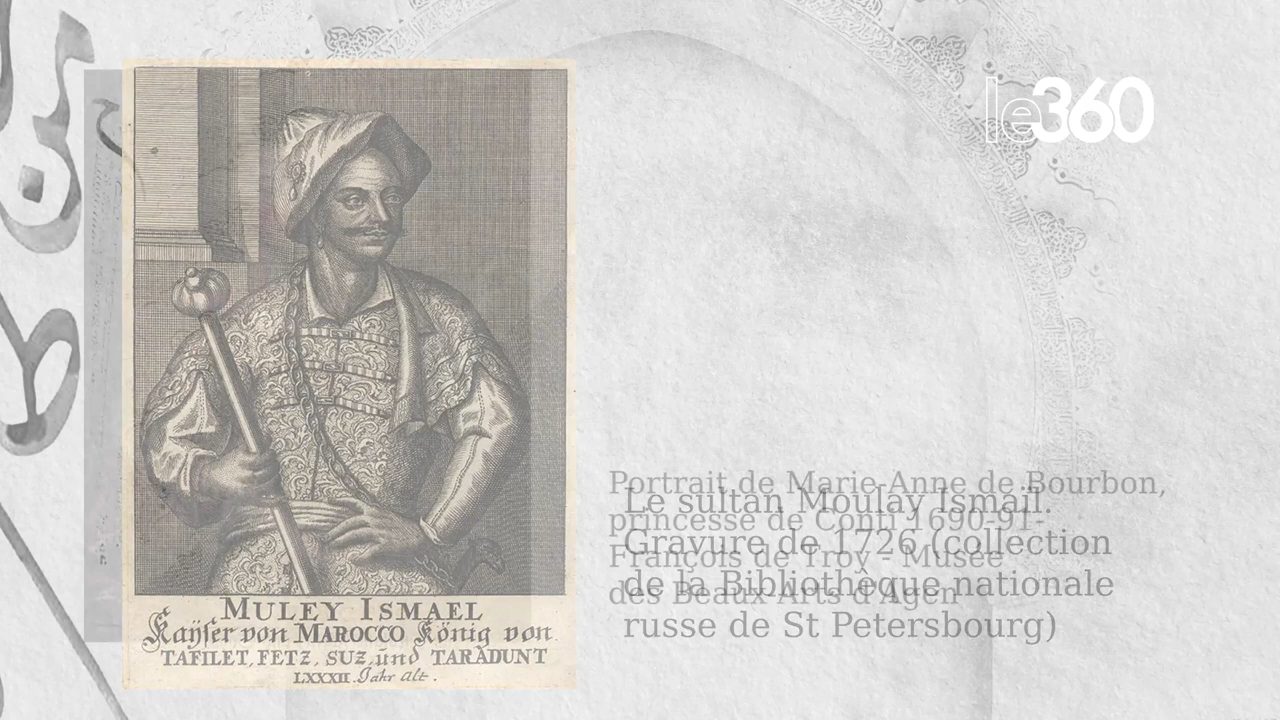 le360
MULEY ISMAEL
Kaÿser von MAROCCO König von
TAFILET, FETZ, SUZ, und TARADUNT
LXXXII Jahr alt.
Portrait de Marie-Anne de Bourbon,
princesse de Conti 1690-91-
François de Troy - Musée
des Beaux-Arts d'Agen
Le sultan Moulay Ismaïl.
Gravure de 1726 (collection
de la Bibliothèque nationale
russe de St Petersbourg)